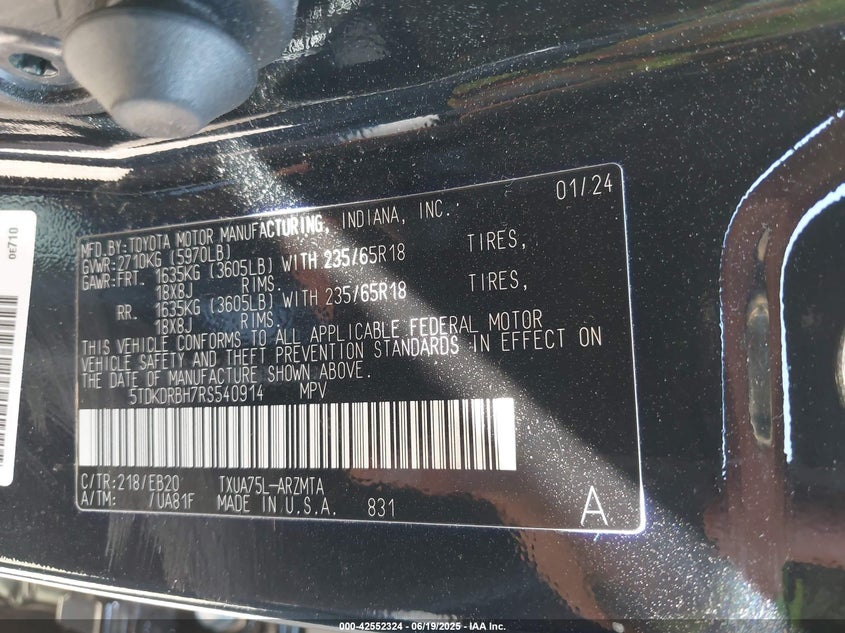 01/24
MFD.BY:TOYOTA MOTOR MANUFACTURING, INDIANA, INC.
GVWR:2710KG (5970LB)
GAWR:FRT. 1635KG (3605LB) WITH 235/65R18 TIRES,
18X8J RIMS.
RR. 1635KG (3605LB) WITH 235/65R18 TIRES,
18X8J RIMS.
THIS VEHICLE CONFORMS TO ALL APPLICABLE FEDERAL MOTOR
VEHICLE SAFETY AND THEFT PREVENTION STANDARDS IN EFFECT ON
THE DATE OF MANUFACTURE SHOWN ABOVE.
5TDKDRBH7RS540914 MPV
C/TR:218/EB20 TXUA75L-ARZMTA
A/TM: /UA81F MADE IN U.S.A. 831
A
0E710
000-42552324 - 06/19/2025 - IAA Inc.